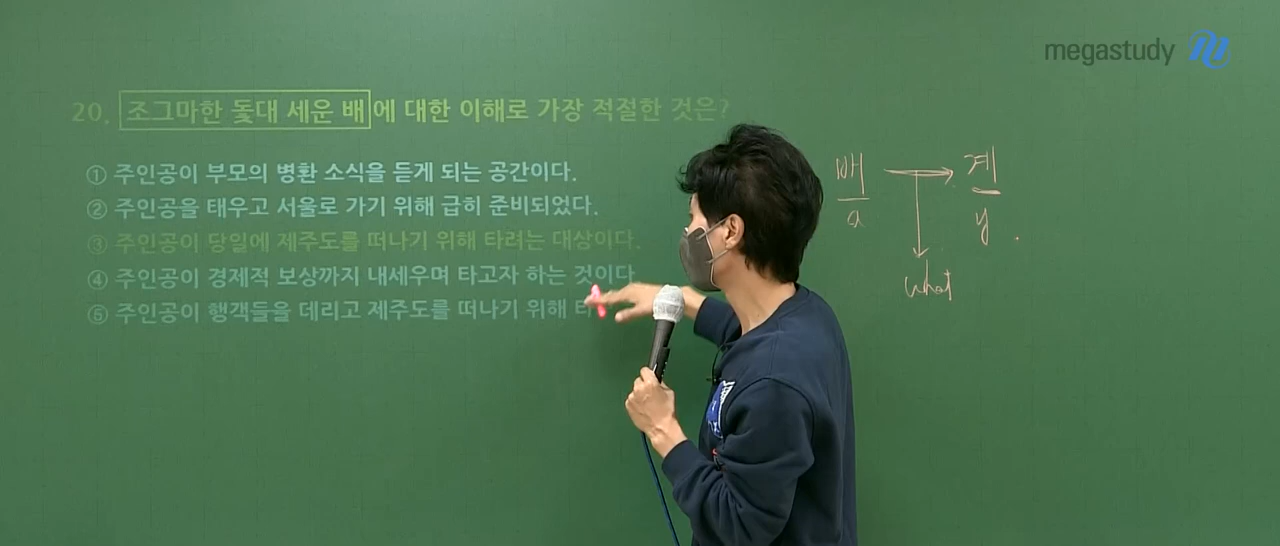 megastudy
20. 조그마한 돛대 세운 배에 대한 이해로 가장 적절한 것은?
① 주인공이 부모의 병환 소식을 듣게 되는 공간이다.
② 주인공을 태우고 서울로 가기 위해 급히 준비되었다.
③ 주인공이 당일에 제주도를 떠나기 위해 타려는 대상이다.
④ 주인공이 경제적 보상까지 내세우며 타고자 하는 것이다
⑤ 주인공이 행객들을 데리고 제주도를 떠나기 위해
배 계
a y.
what